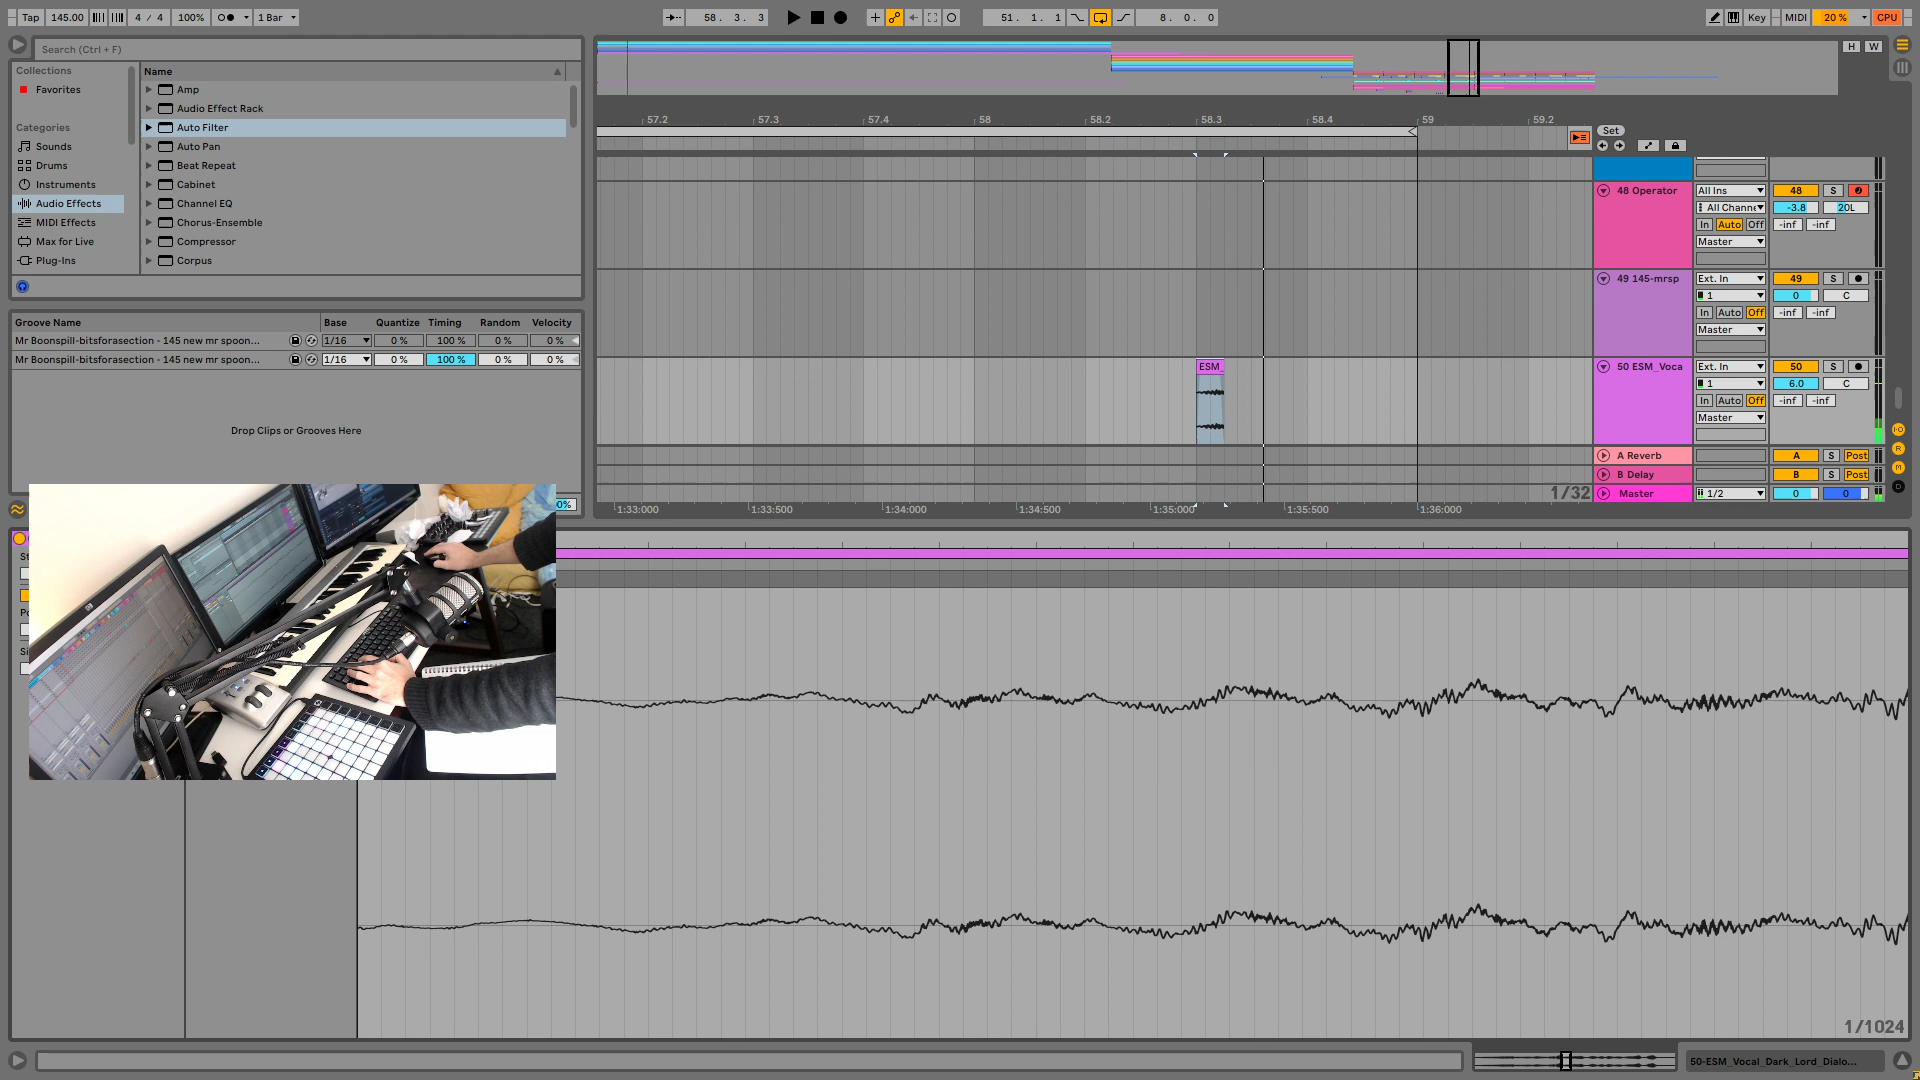 Tap 145.00 4 / 4 100% 1 Bar 58. 3. 3 51. 1. 1 8. 0. 0 Key MIDI 20 % CPU
Search (Ctrl + F)
H W
Collections
Favorites
Categories
Sounds
Drums
Instruments
Audio Effects
MIDI Effects
Max for Live
Plug-Ins
Name
Amp
Audio Effect Rack
Auto Filter
Auto Pan
Beat Repeat
Cabinet
Channel EQ
Chorus-Ensemble
Compressor
Corpus
57.2 57.3 57.4 58 58.2 58.3 58.4 59 59.2
Set
48 Operator All Ins 48 S
All Channe -3.8 20L
In Auto Off -inf -inf
Master
49 145-mrsp Ext. In 49 S
1 0 C
In Auto Off -inf -inf
Master
ESM_
50 ESM_Voca Ext. In 50 S
1 6.0 C
In Auto Off -inf -inf
Master
A Reverb A S Post
B Delay B S Post
1/32
Master 1/2 0 0
1:33:000 1:33:500 1:34:000 1:34:500 1:35:000 1:35:500 1:36:000
Groove Name Base Quantize Timing Random Velocity
Mr Boonspill-bitsforasection - 145 new mr spoon... 1/16 0 % 100 % 0 % 0 %
Mr Boonspill-bitsforasection - 145 new mr spoon... 1/16 0 % 100 % 0 % 0 %
Drop Clips or Grooves Here
1/1024
50-ESM_Vocal_Dark_Lord_Dialo...